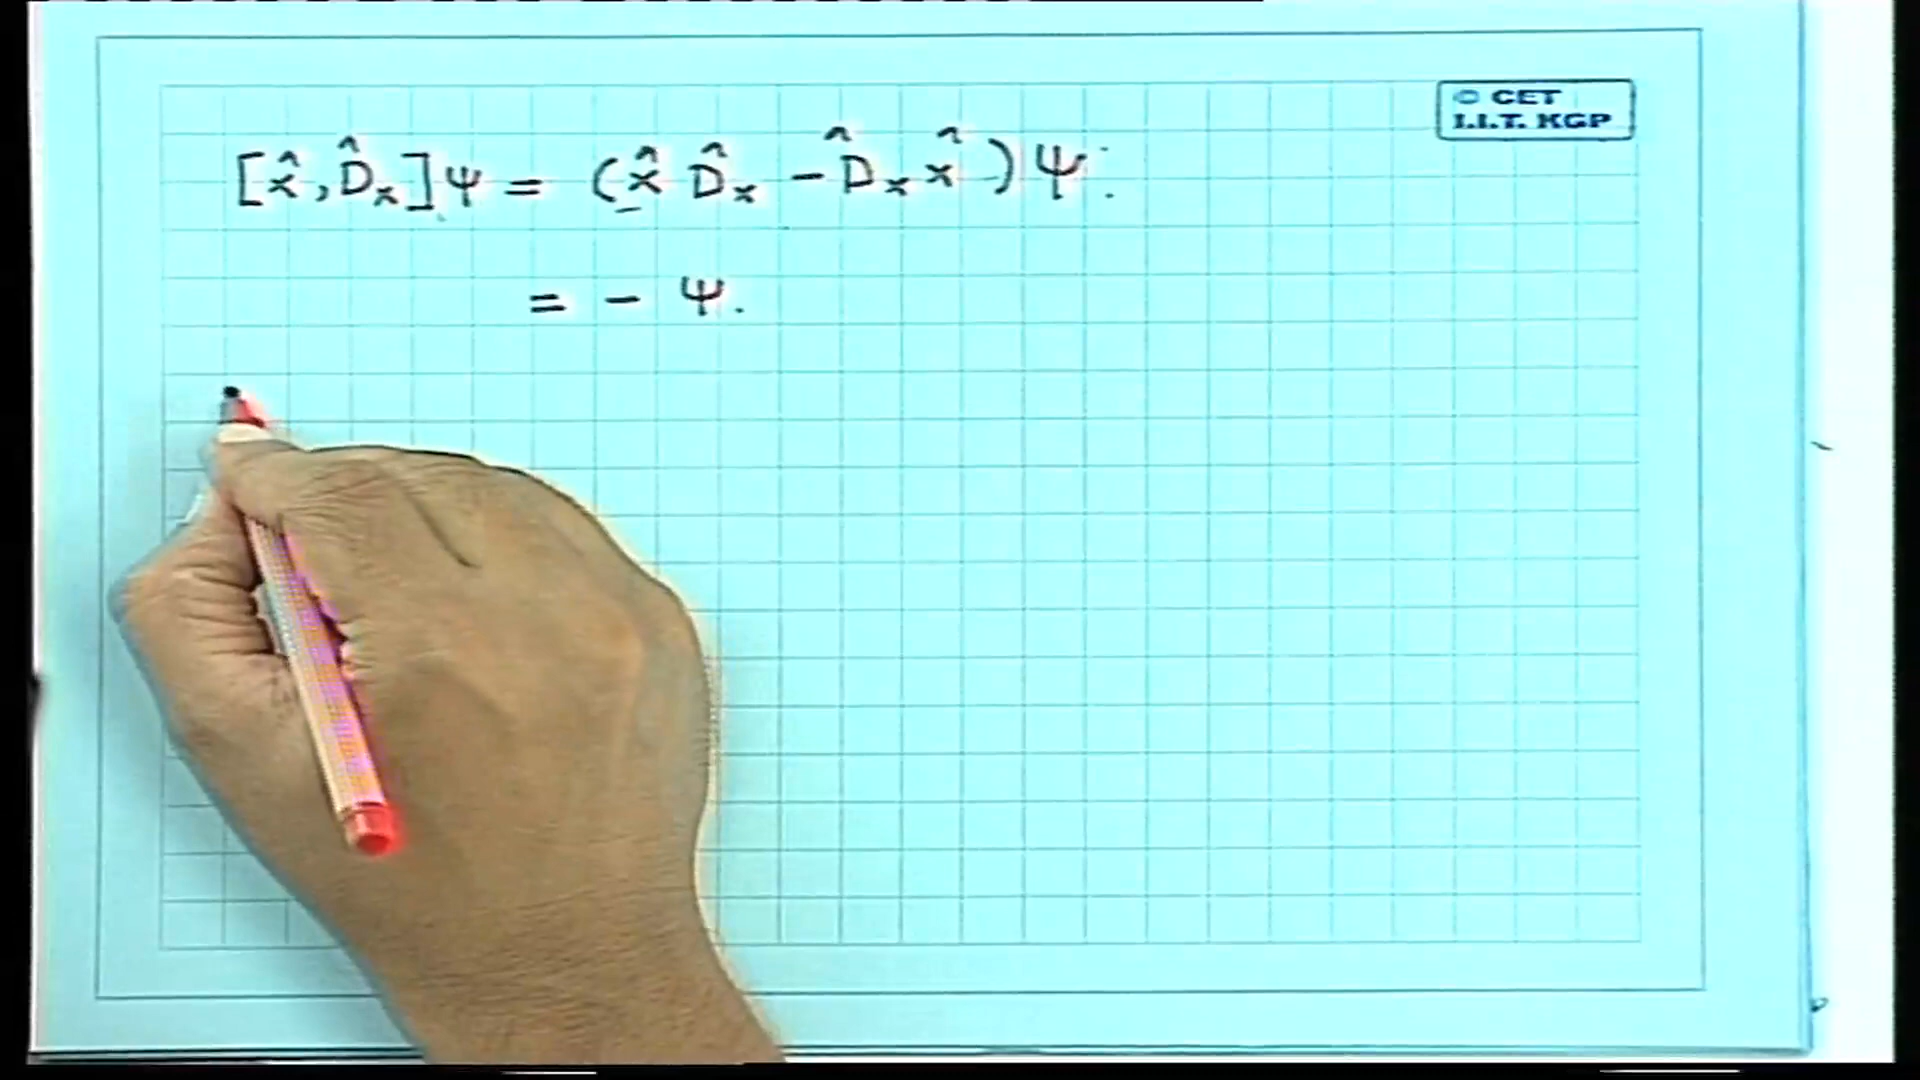 © CET
I.I.T. KGP
[x̂, D̂ₓ]ψ = (x̂ D̂ₓ - D̂ₓ x̂)ψ.
= - ψ.